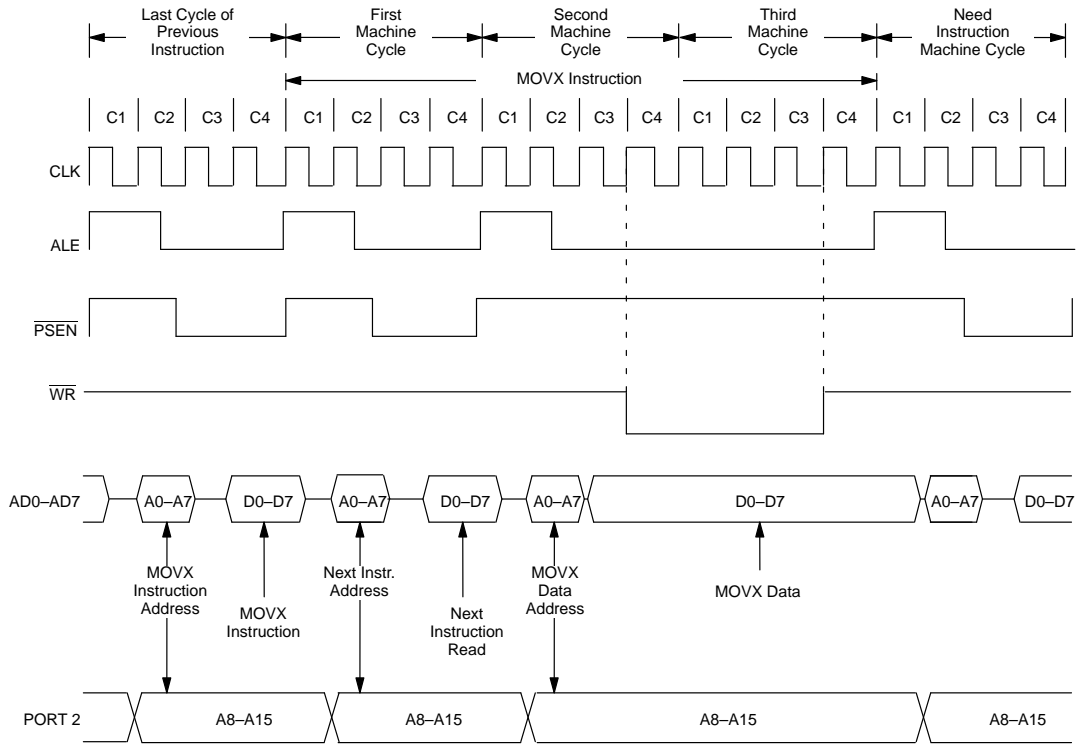 Last Cycle of
Previous
Instruction
First
Machine
Cycle
Second
Machine
Cycle
Third
Machine
Cycle
Need
Instruction
Machine Cycle
MOVX Instruction
C1 C2 C3 C4 C1 C2 C3 C4 C1 C2 C3 C4 C1 C2 C3 C4 C1 C2 C3 C4
CLK
ALE
PSEN
WR
AD0–AD7 A0–A7 D0–D7 A0–A7 D0–D7 A0–A7 D0–D7 A0–A7 D0–D7
MOVX
Instruction
Address
MOVX
Instruction
Next Instr.
Address
Next
Instruction
Read
MOVX
Data
Address
MOVX Data
PORT 2 A8–A15 A8–A15 A8–A15 A8–A15